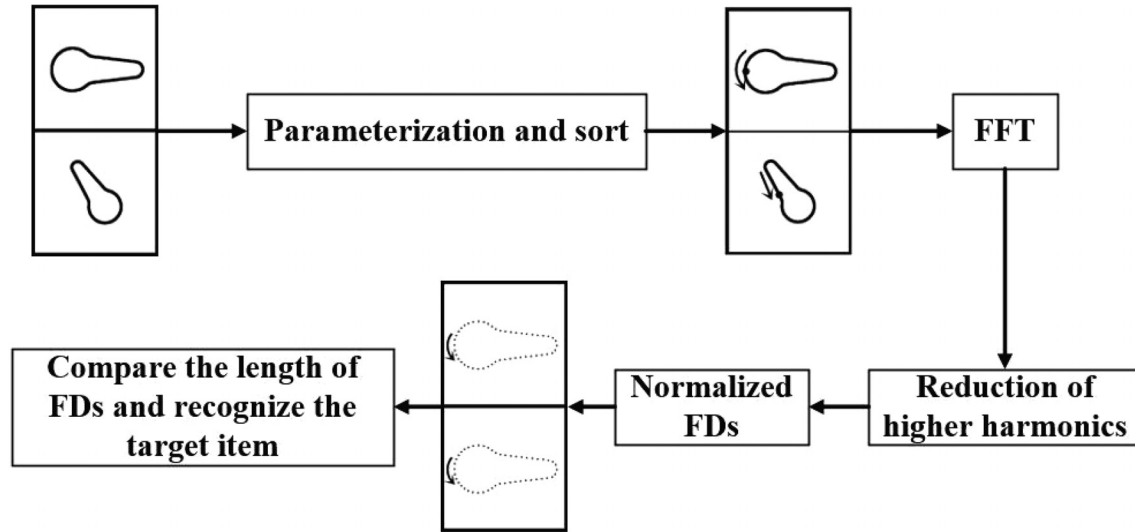 Parameterization and sort
FFT
Reduction of
higher harmonics
Normalized
FDs
Compare the length of
FDs and recognize the
target item